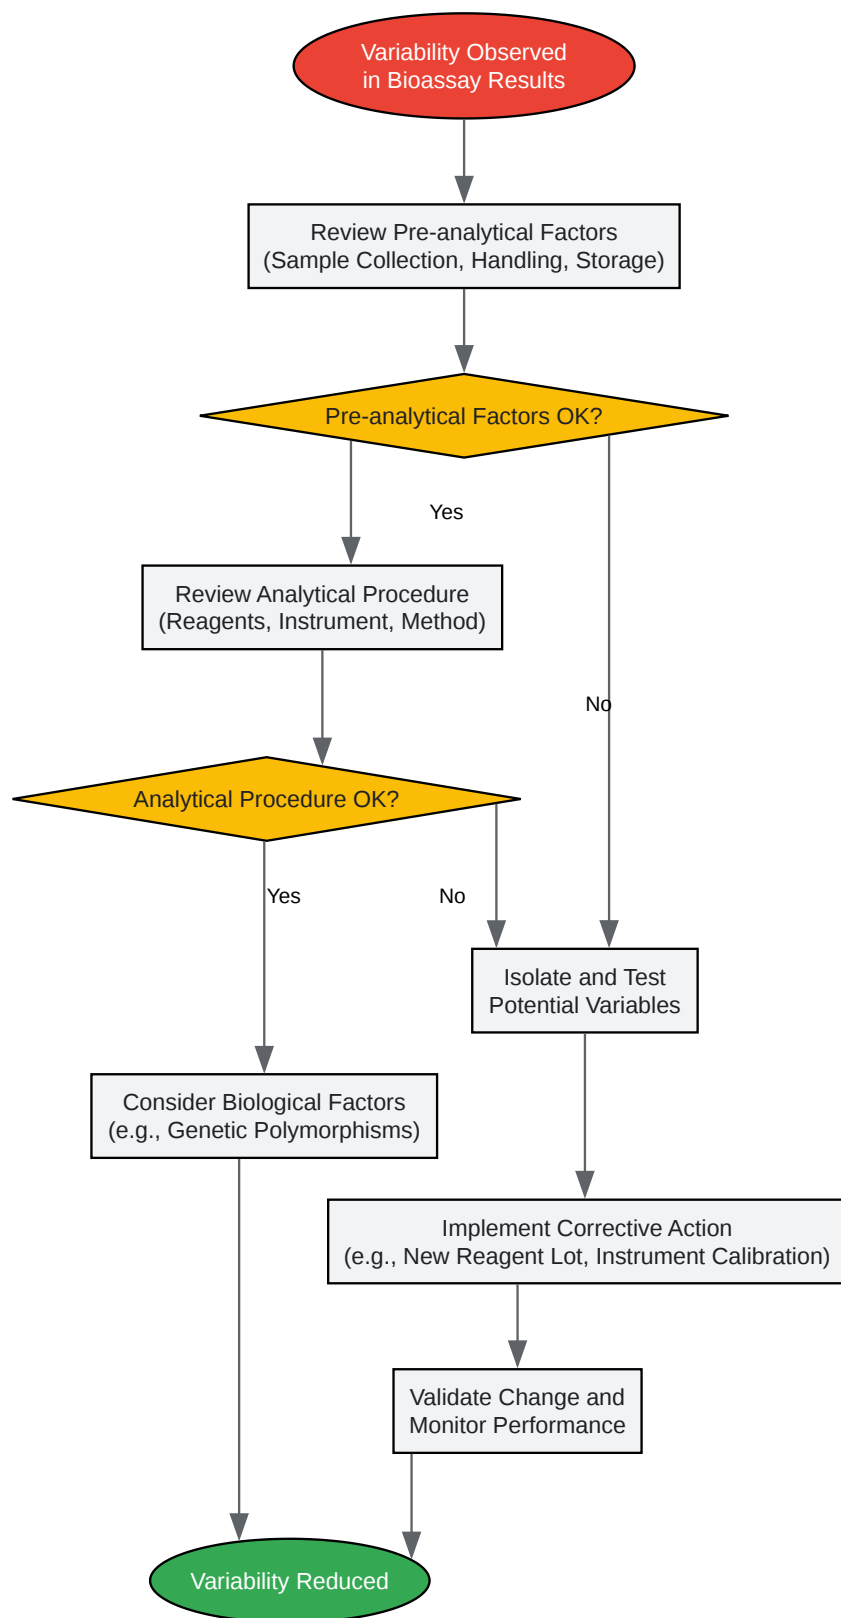 Variability Observed
in Bioassay Results
Review Pre-analytical Factors
(Sample Collection, Handling, Storage)
Pre-analytical Factors OK?
Yes
Review Analytical Procedure
(Reagents, Instrument, Method)
No
Analytical Procedure OK?
Yes
No
Isolate and Test
Potential Variables
Consider Biological Factors
(e.g., Genetic Polymorphisms)
Implement Corrective Action
(e.g., New Reagent Lot, Instrument Calibration)
Validate Change and
Monitor Performance
Variability Reduced